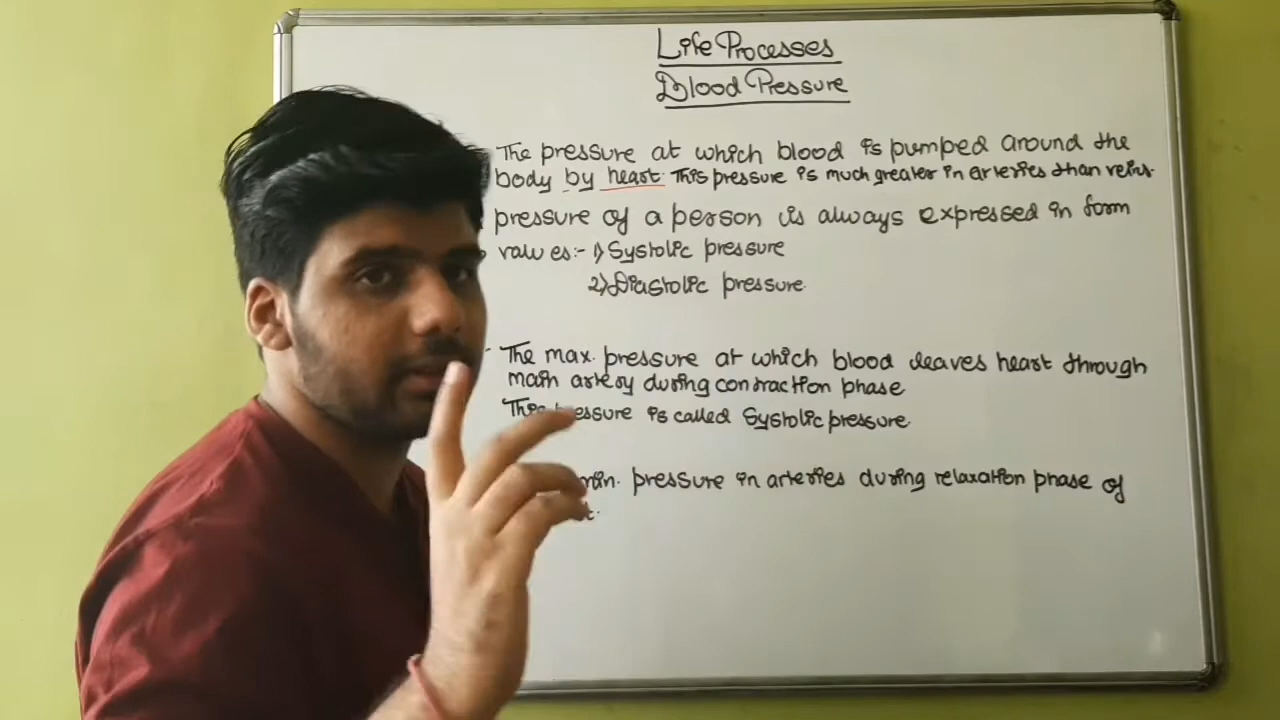 Life Processes
Blood Pressure
The pressure at which blood is pumped around the
body by heart. This pressure is much greater in arteries than veins.
pressure of a person is always expressed in form
values:- 1) Systolic pressure
2) Diastolic pressure.
The max. pressure at which blood leaves heart through
main artery during contraction phase
This pressure is called Systolic pressure.
min. pressure in arteries during relaxation phase of